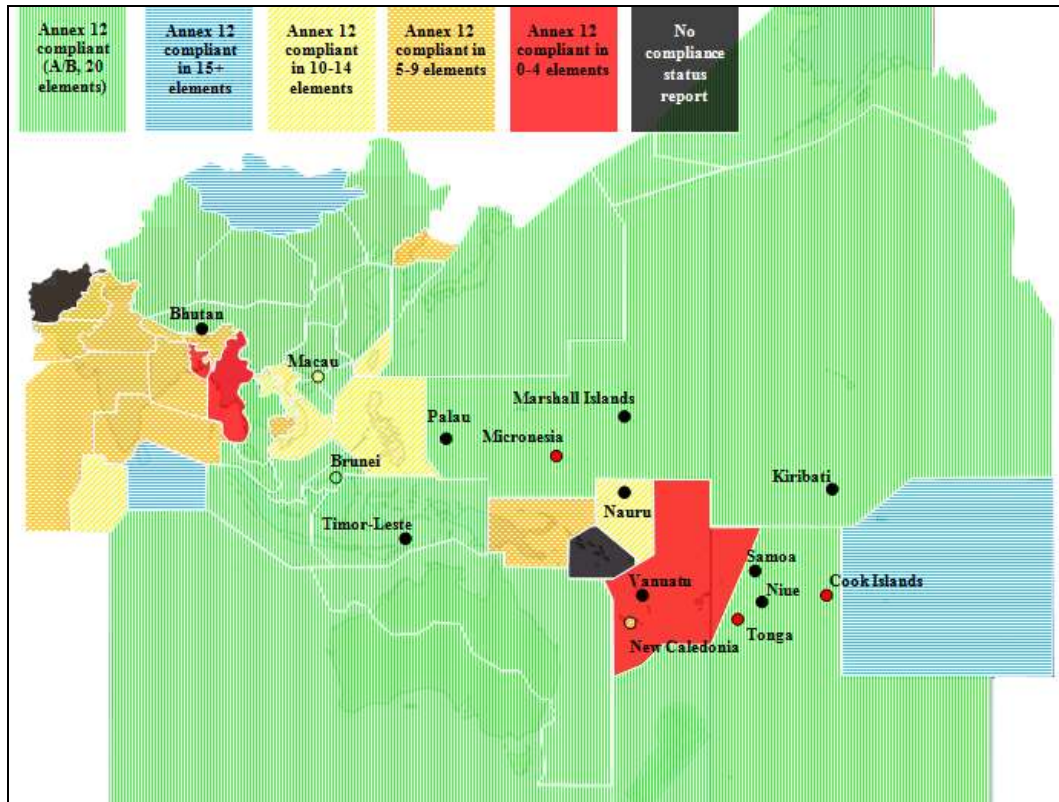 Annex 12
compliant
(A/B, 20
elements)
Annex 12
compliant
in 15+
elements
Annex 12
compliant
in 10-14
elements
Annex 12
compliant in
5-9 elements
Annex 12
compliant in
0-4 elements
No
compliance
status
report
Bhutan
Macau
Marshall Islands
Palau
Micronesia
Brunei
Kiribati
Nauru
Timor-Leste
Samoa
Vanuatu
Niue
Cook Islands
Tonga
New Caledonia